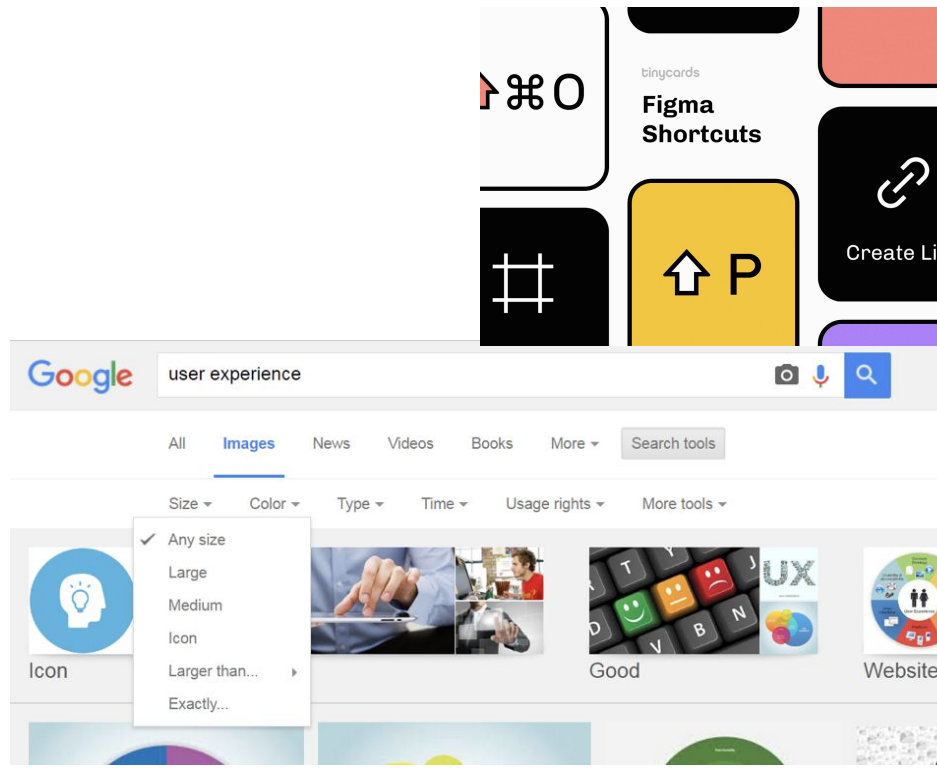 ⌘O
tinycards
Figma
Shortcuts
P
Create Li
Google
user experience
All Images News Videos Books More Search tools
Size Color Type Time Usage rights More tools
Any size
Large
Medium
Icon
Larger than...
Exactly...
T Y J
D V B N
UX
Icon
Good
Website